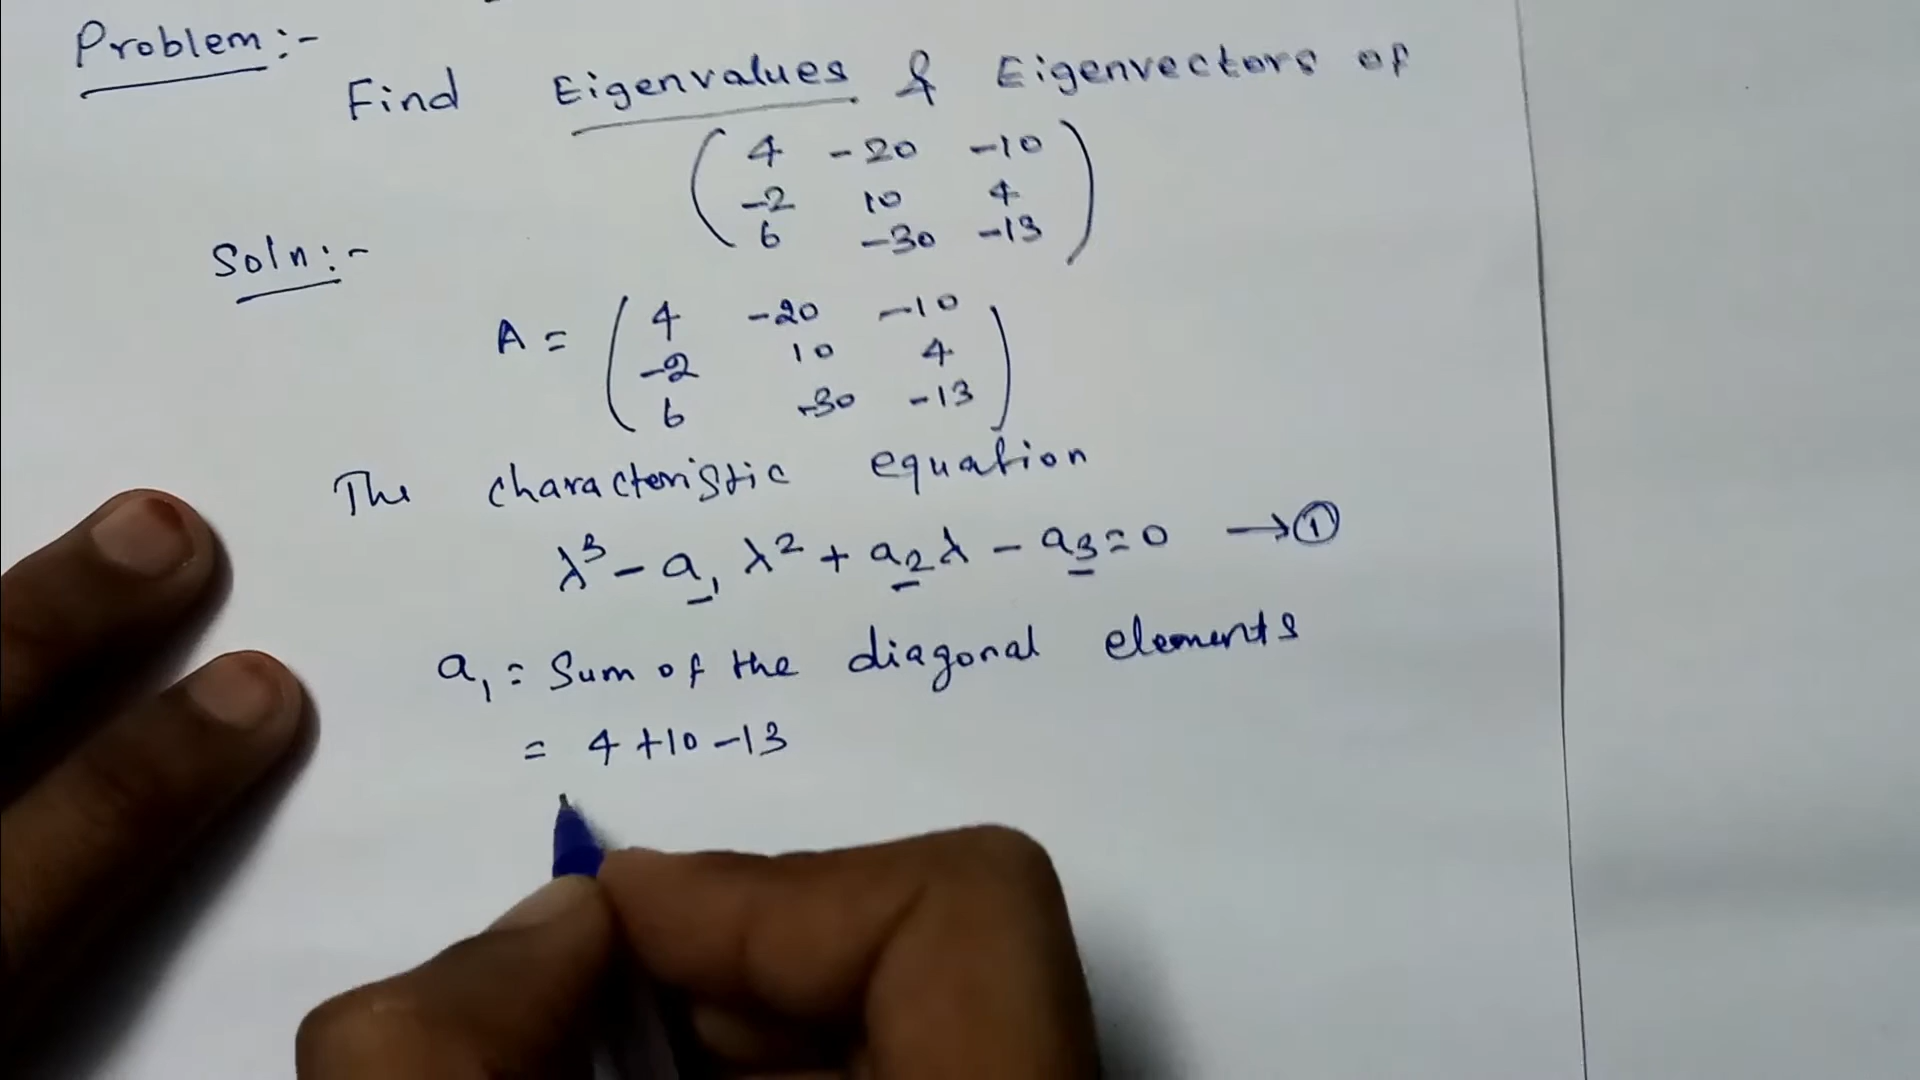 Problem :-
Find Eigenvalues & Eigenvectors of
( 4 -20 -10
-2 10 4
6 -30 -13 )
Soln :-
A = ( 4 -20 -10
-2 10 4
6 -30 -13 )
The characteristic equation
λ³ - a₁ λ² + a₂ λ - a₃ = 0 → ①
a₁ = Sum of the diagonal elements
= 4 +10 -13